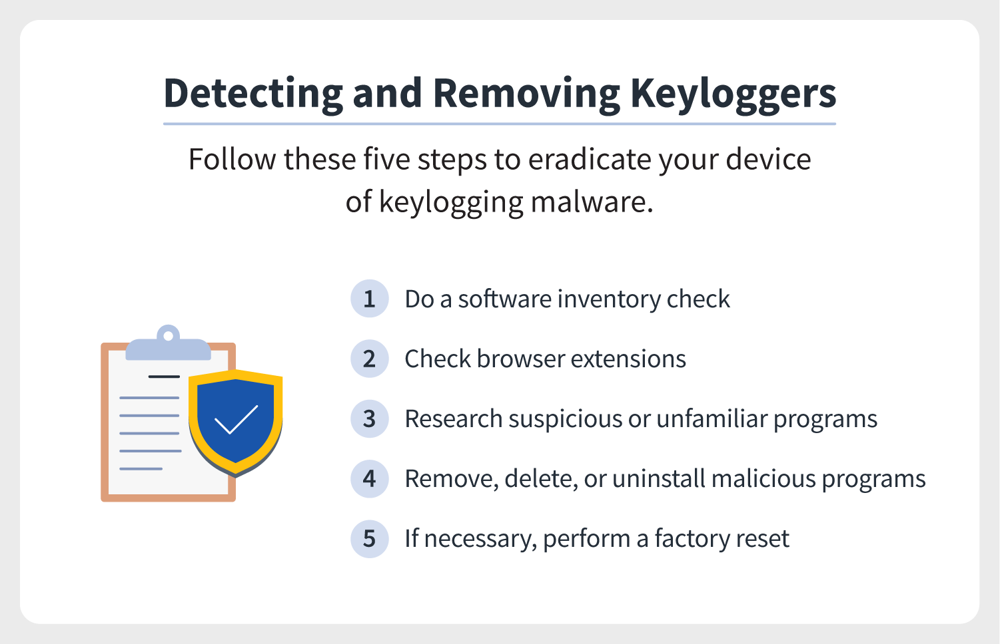 Detecting and Removing Keyloggers
Follow these five steps to eradicate your device
of keylogging malware.
1 Do a software inventory check
2 Check browser extensions
3 Research suspicious or unfamiliar programs
4 Remove, delete, or uninstall malicious programs
5 If necessary, perform a factory reset